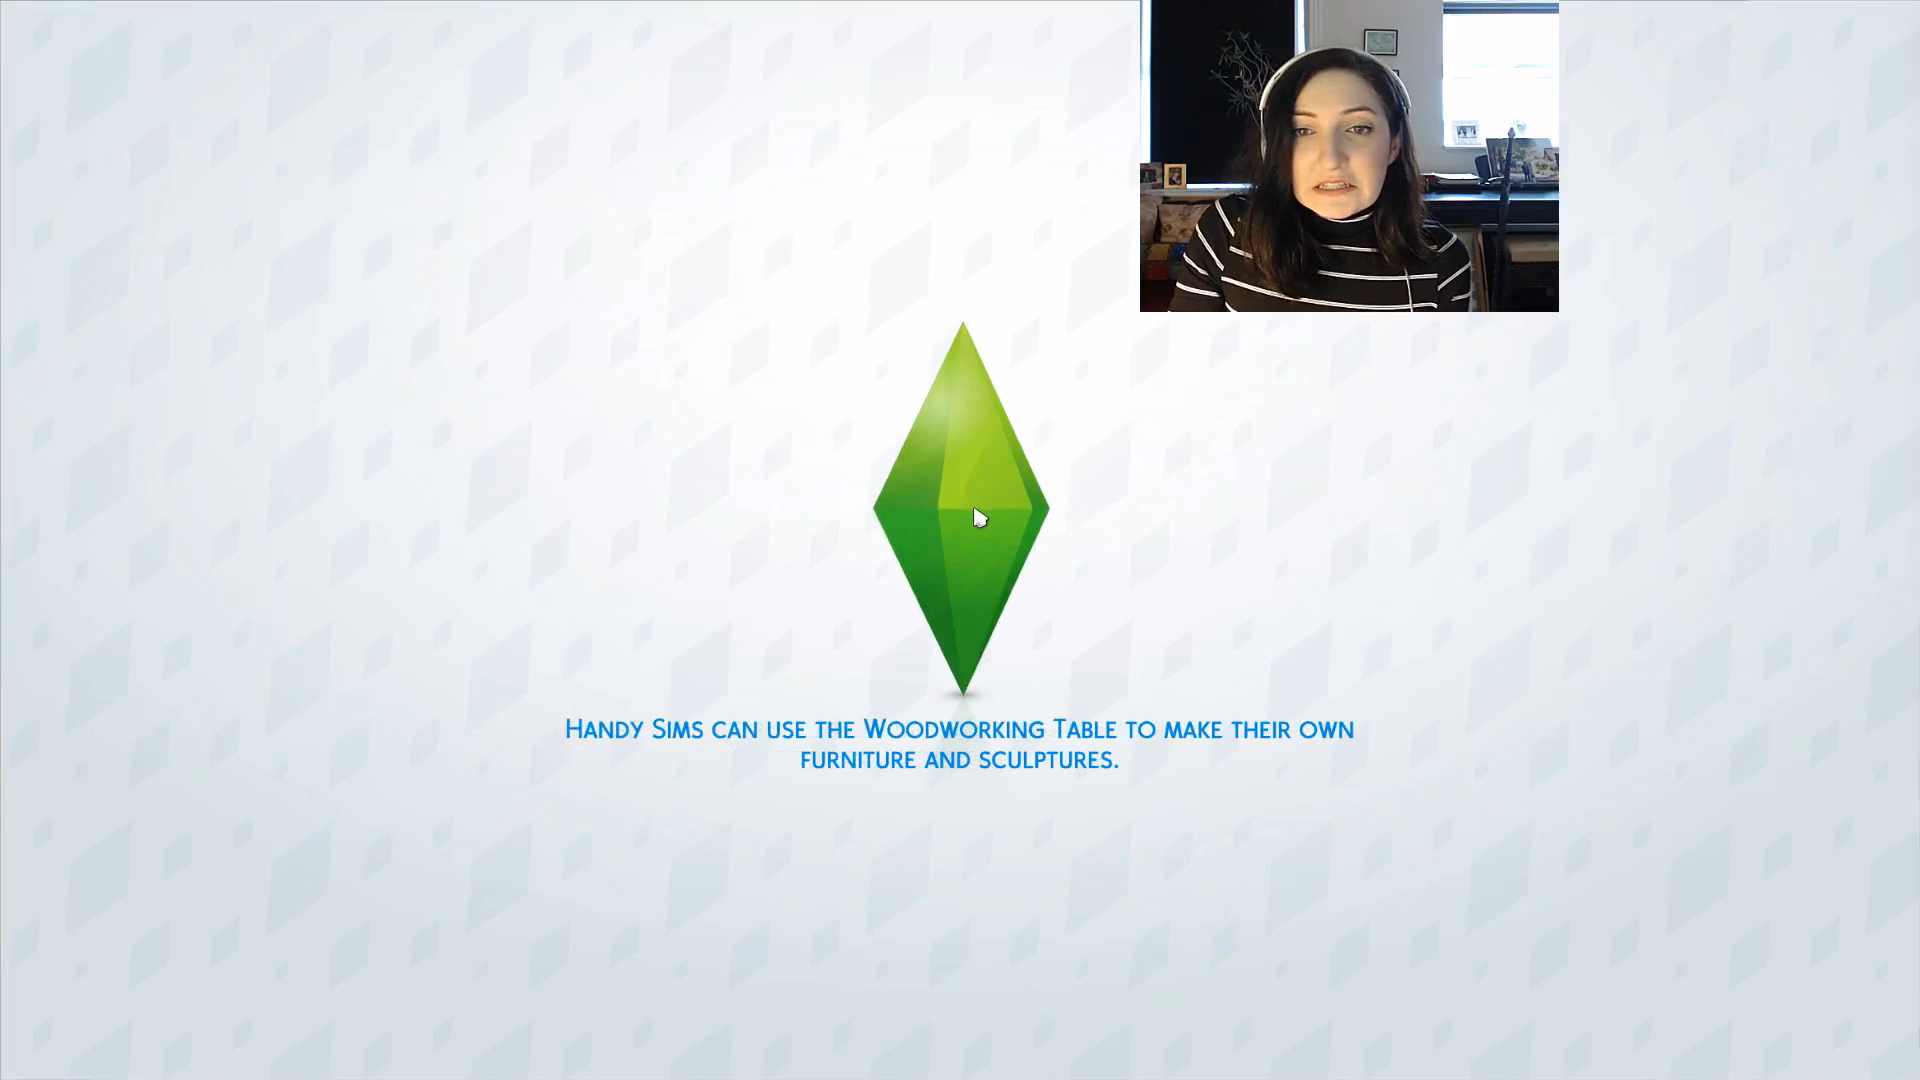 Handy Sims can use the Woodworking Table to make their own
furniture and sculptures.